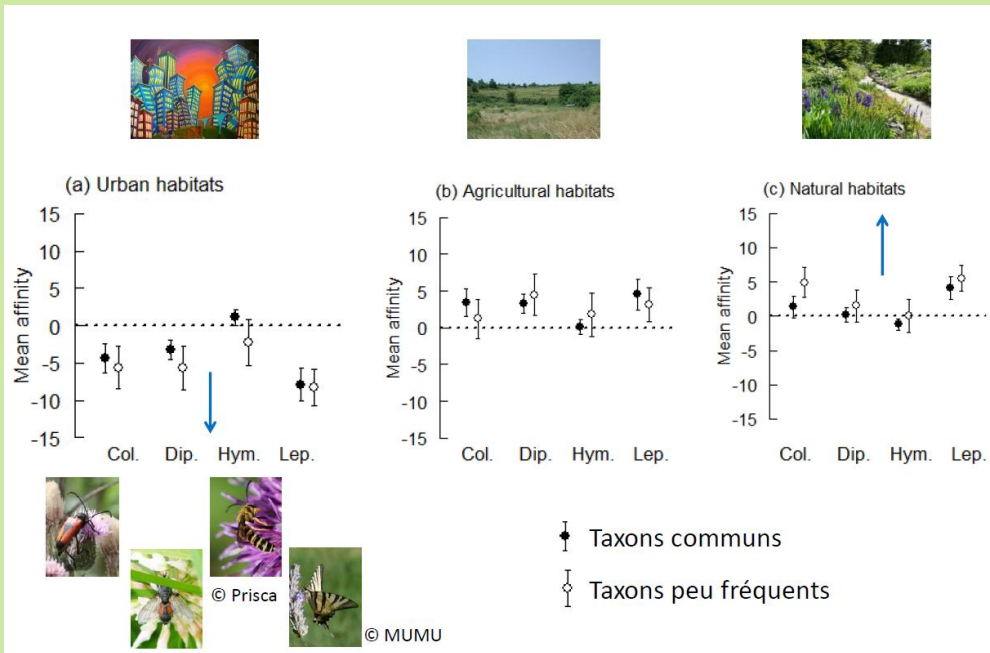 (a) Urban habitats
(b) Agricultural habitats
(c) Natural habitats
Mean affinity
15
10
5
0
-5
-10
-15
Col. Dip. Hym. Lep.
Mean affinity
15
10
5
0
-5
-10
-15
Col. Dip. Hym. Lep.
Mean affinity
15
10
5
0
-5
-10
-15
Col. Dip. Hym. Lep.
© Prisca
© MUMU
Taxons communs
Taxons peu fréquents